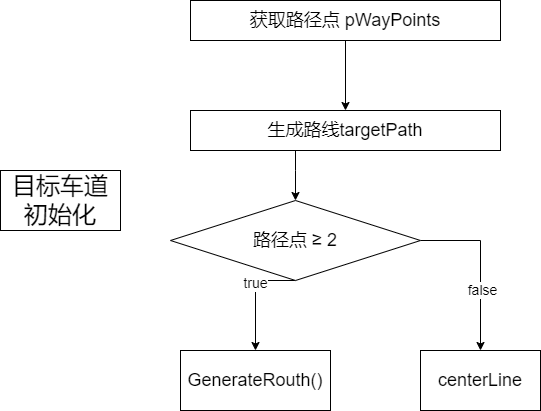 获取路径点 pWayPoints
生成路线targetPath
目标车道
初始化
路径点 ≥ 2
true
false
GenerateRouth()
centerLine